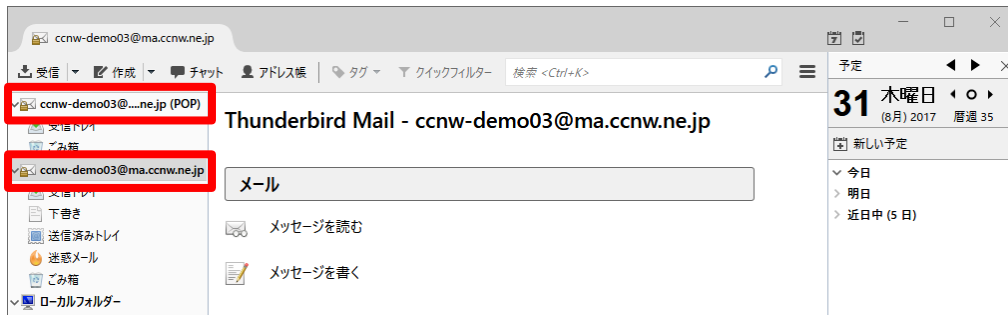 ccnw-demo03@ma.ccnw.ne.jp
受信
作成
チャット
アドレス帳
タグ
クイックフィルター
検索 <Ctrl+K>
ccnw-demo03@....ne.jp (POP)
受信トレイ
ごみ箱
ccnw-demo03@ma.ccnw.ne.jp
受信トレイ
下書き
送信済みトレイ
迷惑メール
ごみ箱
ローカルフォルダー
Thunderbird Mail - ccnw-demo03@ma.ccnw.ne.jp
メール
メッセージを読む
メッセージを書く
予定
31
木曜日
(8月) 2017
暦週 35
新しい予定
今日
明日
近日中 (5 日)